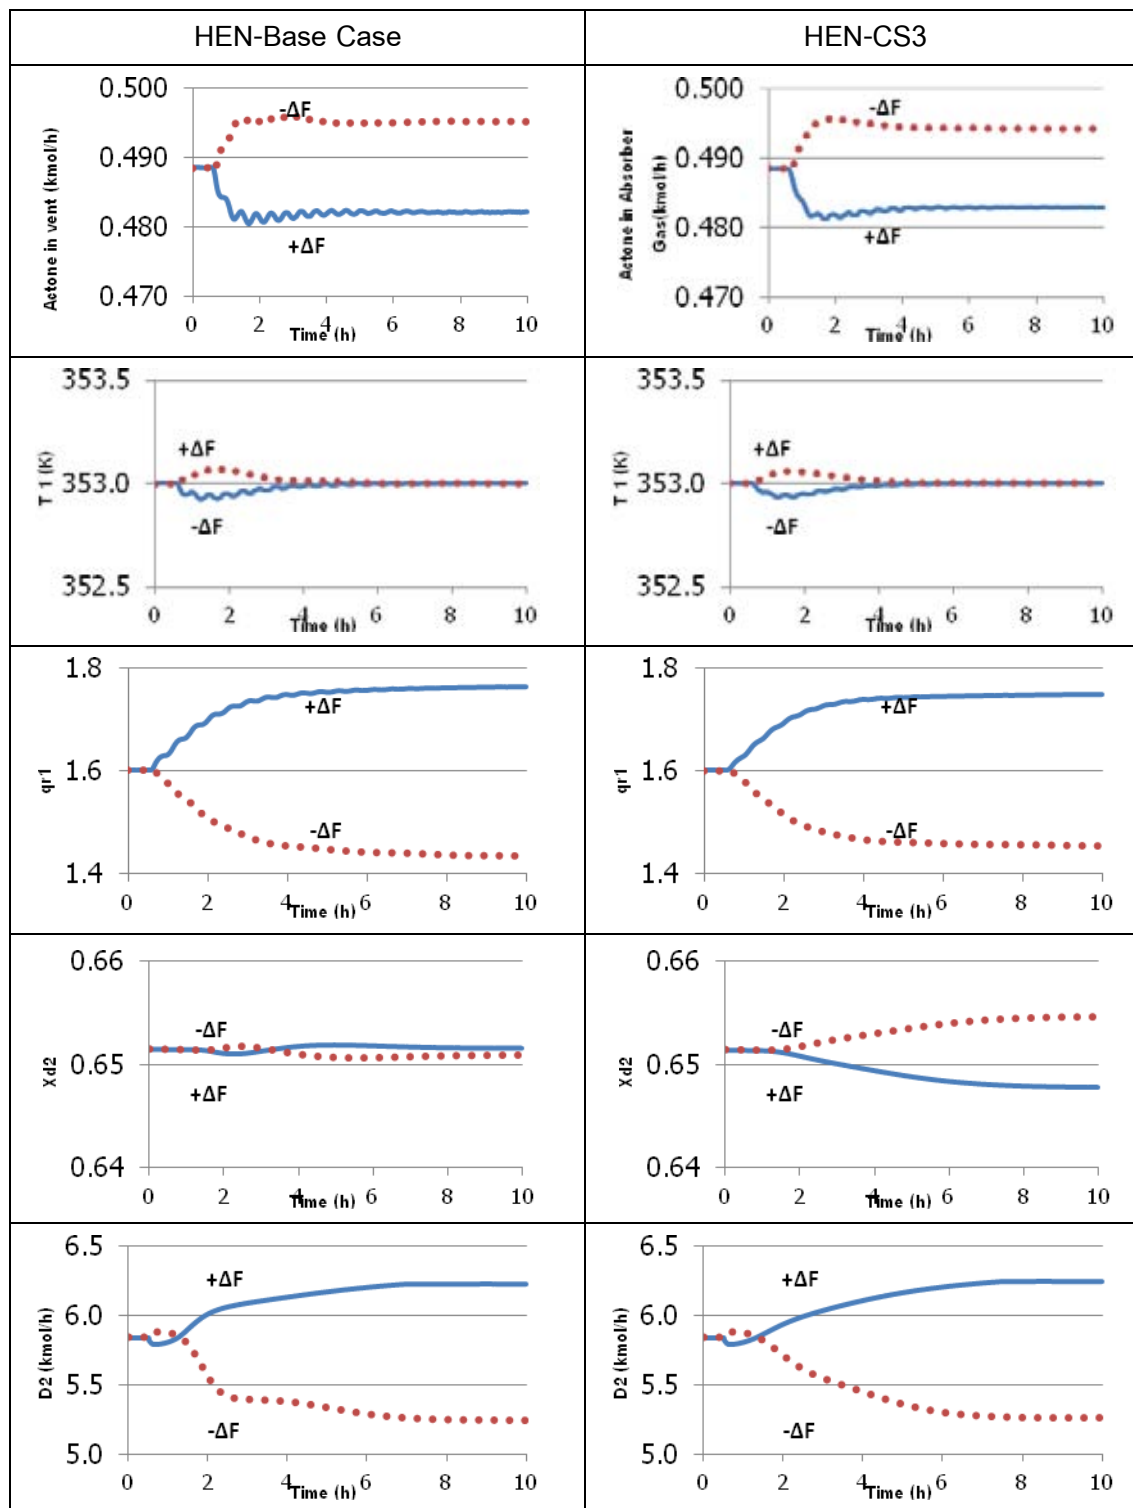 HEN-Base Case
HEN-CS3
Actone in vent (kmol/h)
0.500
0.490
0.480
0.470
-ΔF
+ΔF
0 2 4 6 8 10
Time (h)
Actone in Absorber
Gas(kmol/h)
0.500
0.490
0.480
0.470
-ΔF
+ΔF
0 2 4 6 8 10
Time (h)
T 1 (K)
353.5
353.0
352.5
+ΔF
-ΔF
0 2 4 6 8 10
Time (h)
T 1 (K)
353.5
353.0
352.5
+ΔF
-ΔF
0 2 4 6 8 10
Time (h)
qr1
1.8
1.6
1.4
+ΔF
-ΔF
0 2 4 6 8 10
Time (h)
qr1
1.8
1.6
1.4
+ΔF
-ΔF
0 2 4 6 8 10
Time (h)
Xd2
0.66
0.65
0.64
-ΔF
+ΔF
0 2 4 6 8 10
Time (h)
Xd2
0.66
0.65
0.64
-ΔF
+ΔF
0 2 4 6 8 10
Time (h)
D2 (kmol/h)
6.5
6.0
5.5
5.0
+ΔF
-ΔF
0 2 4 6 8 10
Time (h)
D2 (kmol/h)
6.5
6.0
5.5
5.0
+ΔF
-ΔF
0 2 4 6 8 10
Time (h)